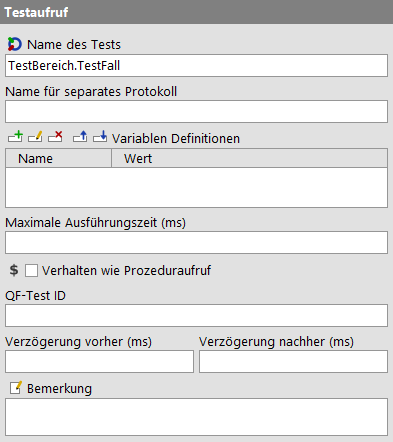 Testaufruf
Name des Tests
TestBereich.TestFall
Name für separates Protokoll
Variablen Definitionen
Name Wert
Maximale Ausführungszeit (ms)
$ Verhalten wie Prozeduraufruf
QF-Test ID
Verzögerung vorher (ms) Verzögerung nachher (ms)
Bemerkung